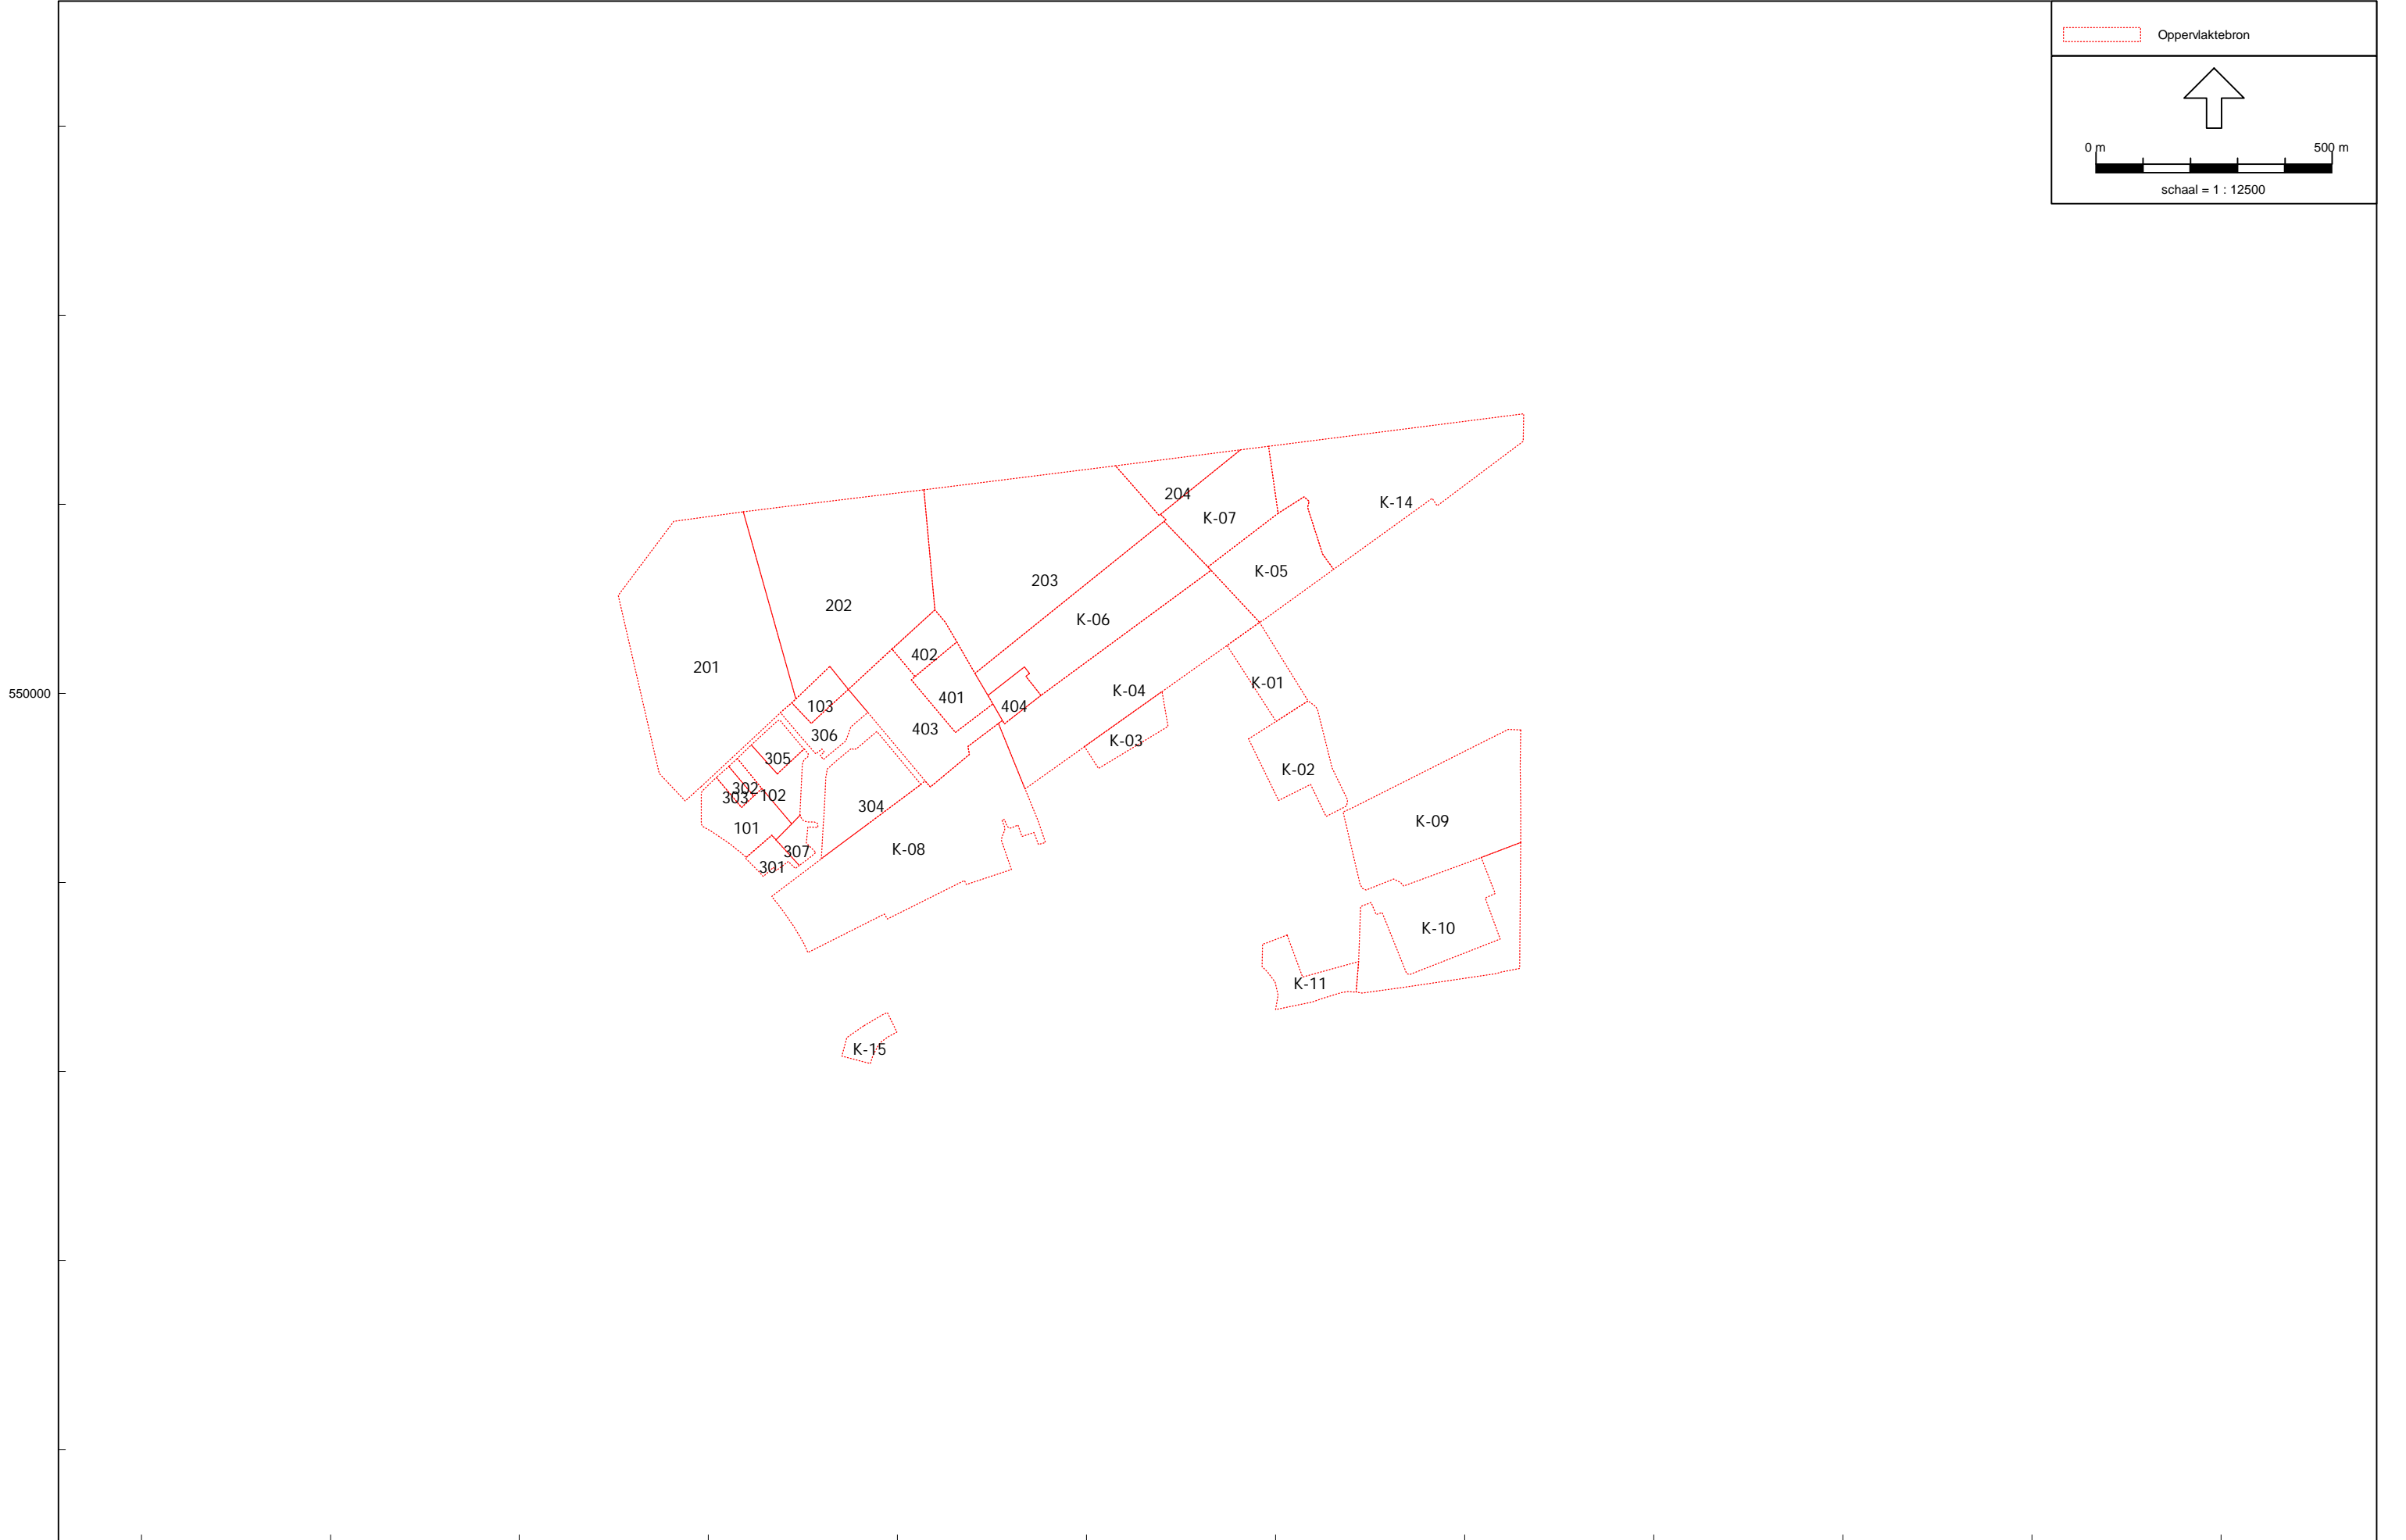 Oppervlaktebron
0 m 500 m
schaal = 1 : 12500
204
K-14
K-07
K-05
203
202
K-06
402
201
550000
K-01
K-04
401
103
404
403
306
K-03
305
K-02
302
102
303
304
K-09
101
K-08
307
301
K-10
K-11
K-15